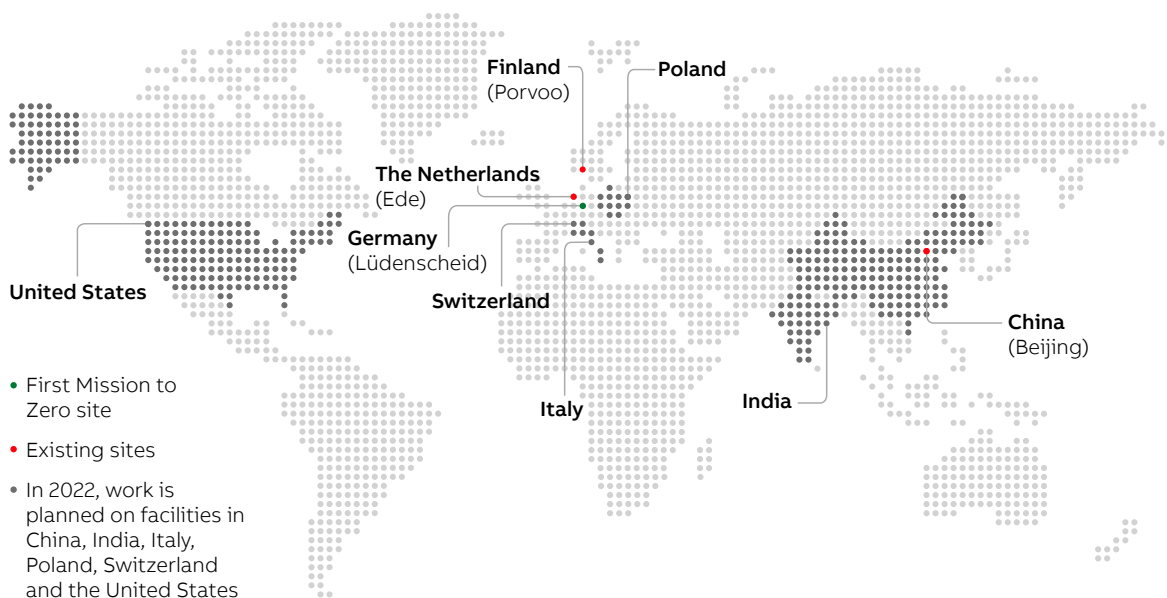 Finland
(Porvoo)
Poland
The Netherlands
(Ede)
Germany
(Lüdenscheid)
United States
Switzerland
China
(Beijing)
Italy
India
First Mission to
Zero site
Existing sites
In 2022, work is
planned on facilities in
China, India, Italy,
Poland, Switzerland
and the United States